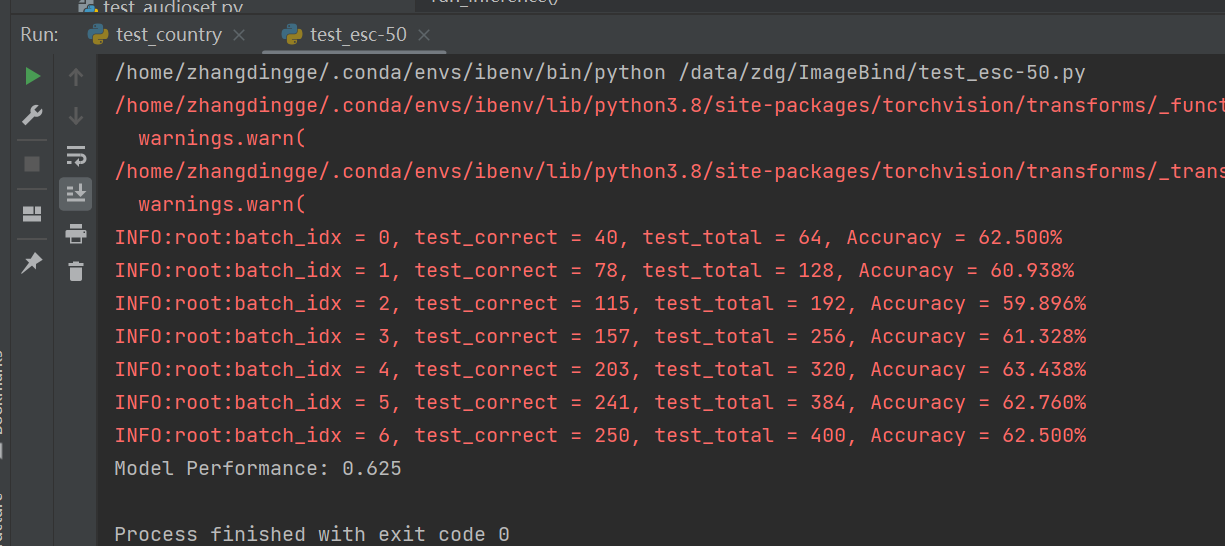 test_audioset.py
run_inference()
Run: test_country test_esc-50
/home/zhangdingge/.conda/envs/ibenv/bin/python /data/zdg/ImageBind/test_esc-50.py
/home/zhangdingge/.conda/envs/ibenv/lib/python3.8/site-packages/torchvision/transforms/_funct
warnings.warn(
/home/zhangdingge/.conda/envs/ibenv/lib/python3.8/site-packages/torchvision/transforms/_trans
warnings.warn(
INFO:root:batch_idx = 0, test_correct = 40, test_total = 64, Accuracy = 62.500%
INFO:root:batch_idx = 1, test_correct = 78, test_total = 128, Accuracy = 60.938%
INFO:root:batch_idx = 2, test_correct = 115, test_total = 192, Accuracy = 59.896%
INFO:root:batch_idx = 3, test_correct = 157, test_total = 256, Accuracy = 61.328%
INFO:root:batch_idx = 4, test_correct = 203, test_total = 320, Accuracy = 63.438%
INFO:root:batch_idx = 5, test_correct = 241, test_total = 384, Accuracy = 62.760%
INFO:root:batch_idx = 6, test_correct = 250, test_total = 400, Accuracy = 62.500%
Model Performance: 0.625
Process finished with exit code 0